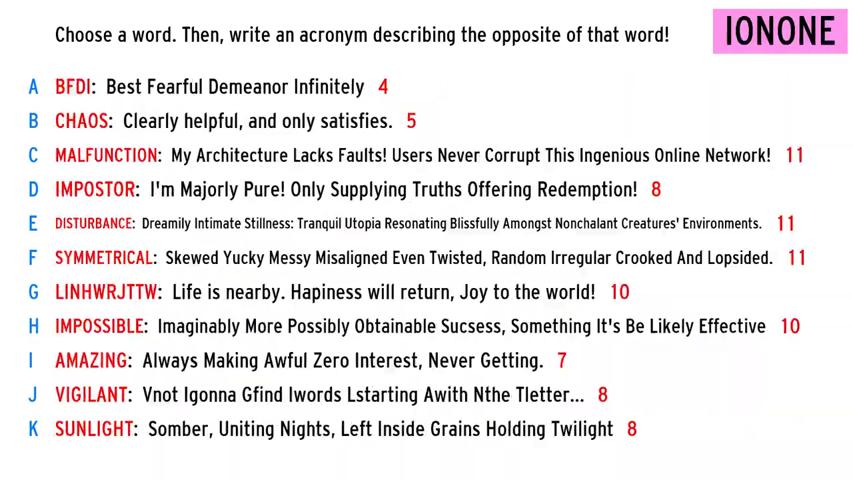 Choose a word. Then, write an acronym describing the opposite of that word!
IONONE
A BFDI: Best Fearful Demeanor Infinitely 4
B CHAOS: Clearly helpful, and only satisfies. 5
C MALFUNCTION: My Architecture Lacks Faults! Users Never Corrupt This Ingenious Online Network! 11
D IMPOSTOR: I'm Majorly Pure! Only Supplying Truths Offering Redemption! 8
E DISTURBANCE: Dreamily Intimate Stillness: Tranquil Utopia Resonating Blissfully Amongst Nonchalant Creatures' Environments. 11
F SYMMETRICAL: Skewed Yucky Messy Misaligned Even Twisted, Random Irregular Crooked And Lopsided. 11
G LINHWRJTTW: Life is nearby. Hapiness will return, Joy to the world! 10
H IMPOSSIBLE: Imaginably More Possibly Obtainable Sucsess, Something It's Be Likely Effective 10
I AMAZING: Always Making Awful Zero Interest, Never Getting. 7
J VIGILANT: Vnot Igonna Gfind Iwords Lstarting Awith Nthe Tletter... 8
K SUNLIGHT: Somber, Uniting Nights, Left Inside Grains Holding Twilight 8